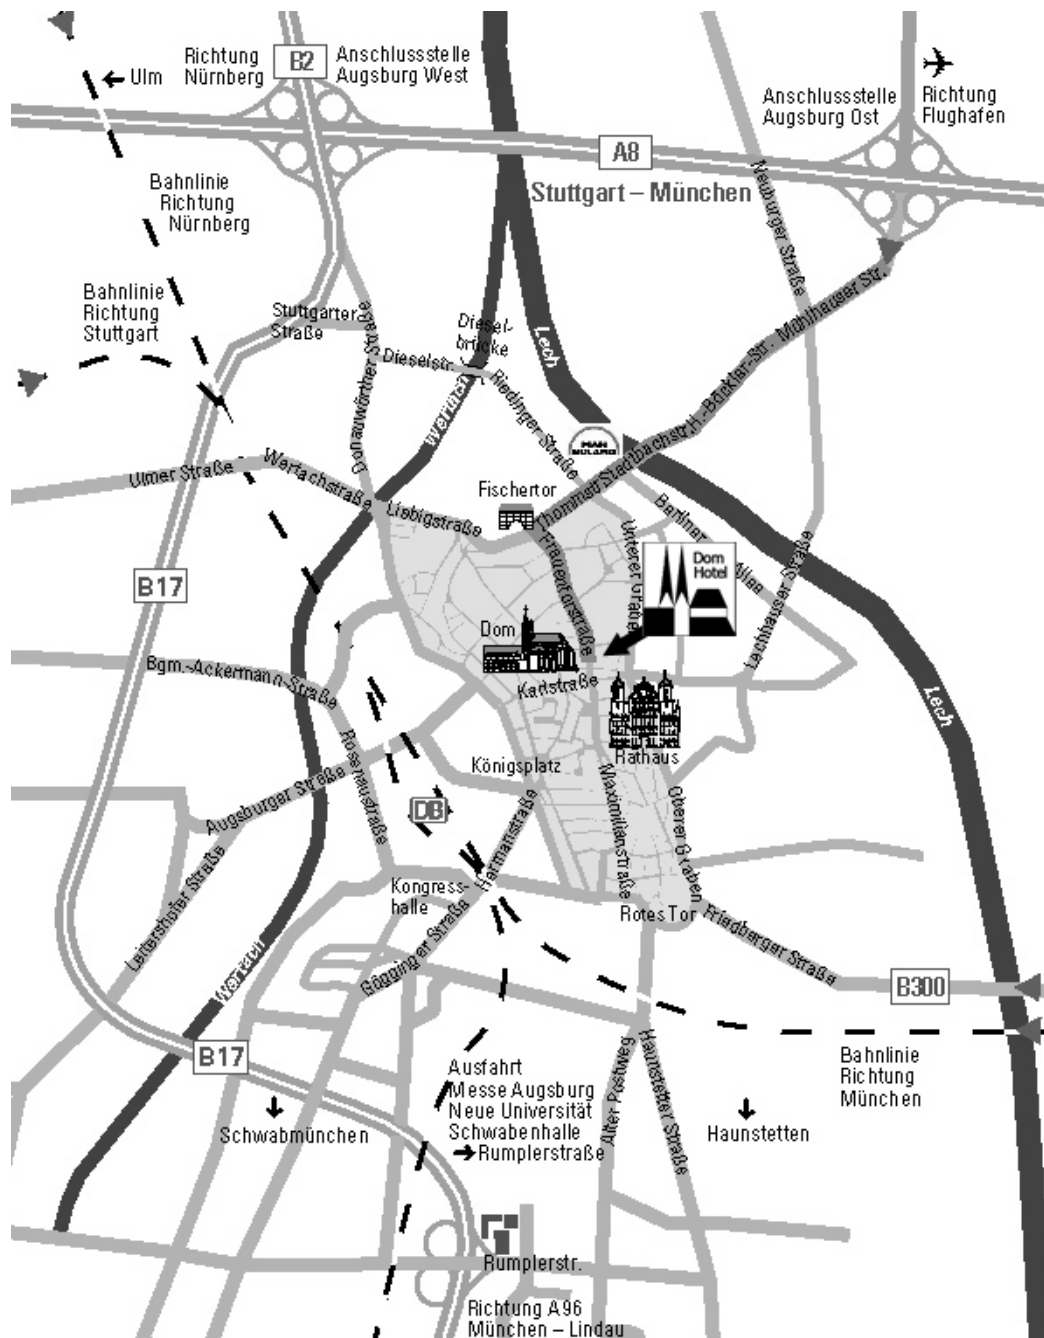 Richtung
Nürnberg
B2
Anschlussstelle
Augsburg West
Ulm
Anschlussstelle
Augsburg Ost
Richtung
Flughafen
A8
Stuttgart – München
Bahnlinie
Richtung
Nürnberg
Neuburger Straße
Bahnlinie
Richtung
Stuttgart
Stuttgarter-
Straße
Donauwörther Straße
Diesel-
brücke
Dieselstr.
Lech
Mühlhauser Str.
H.-Böckler-Str.
Riedinger Straße
Wertach
Stadtbachstr.
Thommstr.
Ulmer Straße
Wertachstraße
Liebigstraße
Fischertor
Berliner Allee
Unterer Graben
Frauentorstraße
Dom
Hotel
Lechhauser Straße
B17
Dom
Karlstraße
Bgm.-Ackermann-Straße
Lech
Rosenaustraße
Königsplatz
Rathaus
Augsburger Straße
DB
Hermanstraße
Maximilianstraße
Oberer Graben
Leitershofer Straße
Kongress-
halle
Gögginger Straße
Rotes Tor
Friedberger Straße
B300
Wertach
B17
Ausfahrt
Messe Augsburg
Neue Universität
Schwabenhalle
Rumplerstraße
Alter Postweg
Haunstetter Straße
Bahnlinie
Richtung
München
Schwabmünchen
Haunstetten
Rumplerstr.
Richtung A96
München – Lindau